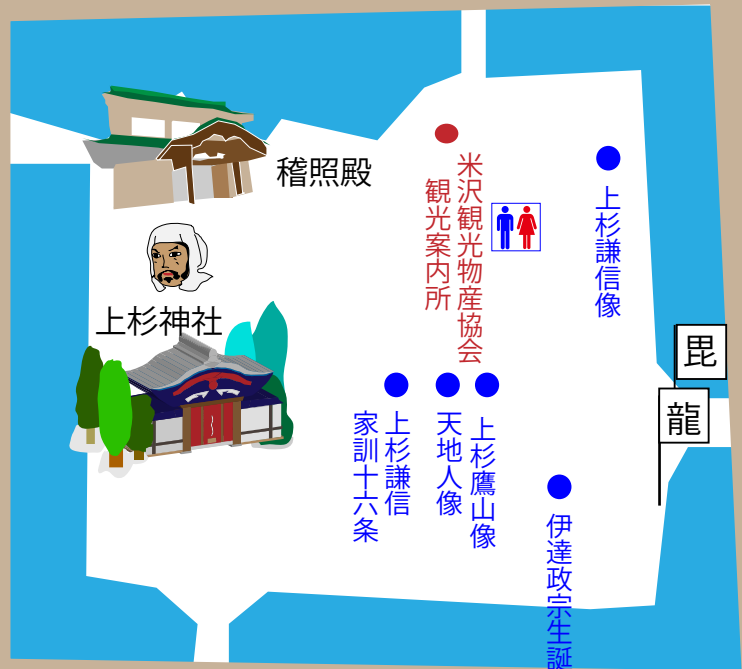 稽照殿
上杉神社
米沢観光物産協会
観光案内所
上杉謙信像
毘
龍
上杉謙信
家訓十六条
天地人像
上杉鷹山像
伊達政宗生誕